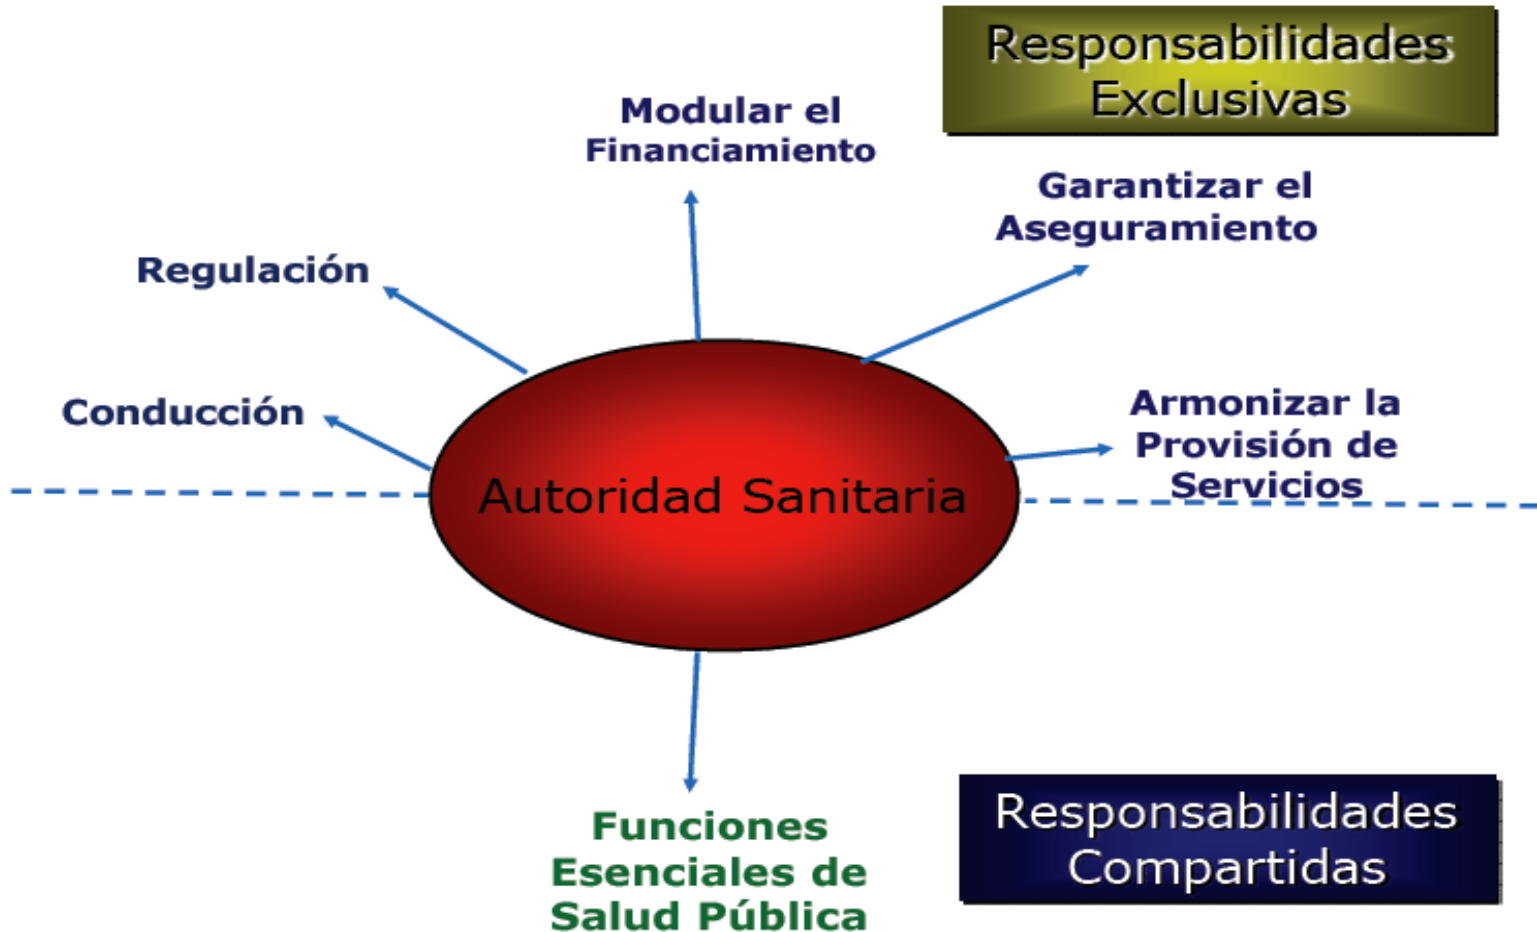 Responsabilidades
Exclusivas
Modular el
Financiamiento
Garantizar el
Aseguramiento
Regulación
Conducción
Armonizar la
Provisión de
Servicios
Autoridad Sanitaria
Funciones
Esenciales de
Salud Pública
Responsabilidades
Compartidas